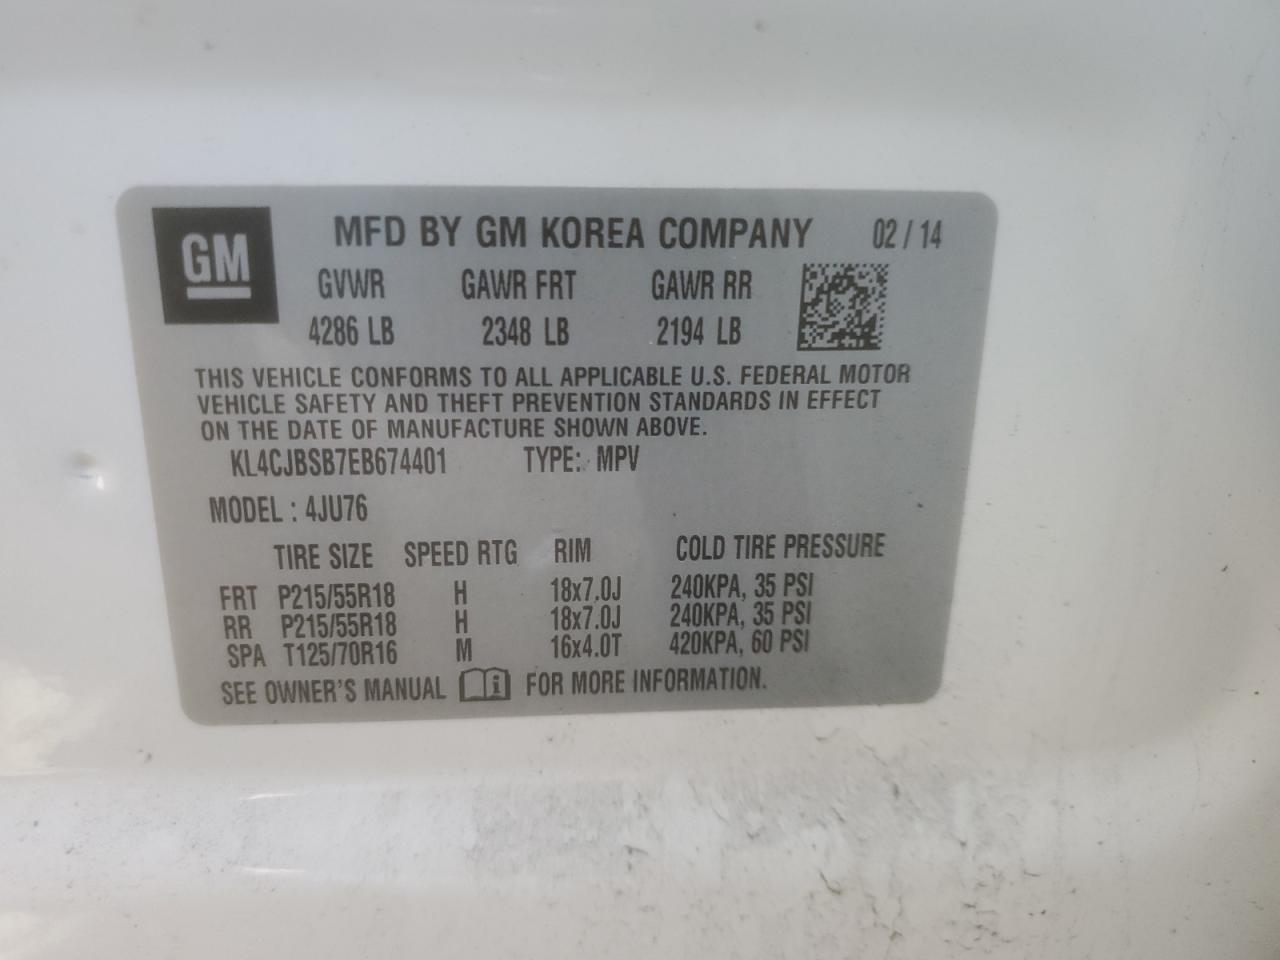 GM
MFD BY GM KOREA COMPANY 02 / 14
GVWR GAWR FRT GAWR RR
4286 LB 2348 LB 2194 LB
THIS VEHICLE CONFORMS TO ALL APPLICABLE U.S. FEDERAL MOTOR
VEHICLE SAFETY AND THEFT PREVENTION STANDARDS IN EFFECT
ON THE DATE OF MANUFACTURE SHOWN ABOVE.
KL4CJBSB7EB674401 TYPE: MPV
MODEL : 4JU76
TIRE SIZE SPEED RTG RIM COLD TIRE PRESSURE
FRT P215/55R18 H 18x7.0J 240KPA, 35 PSI
RR P215/55R18 H 18x7.0J 240KPA, 35 PSI
SPA T125/70R16 M 16x4.0T 420KPA, 60 PSI
SEE OWNER'S MANUAL i FOR MORE INFORMATION.